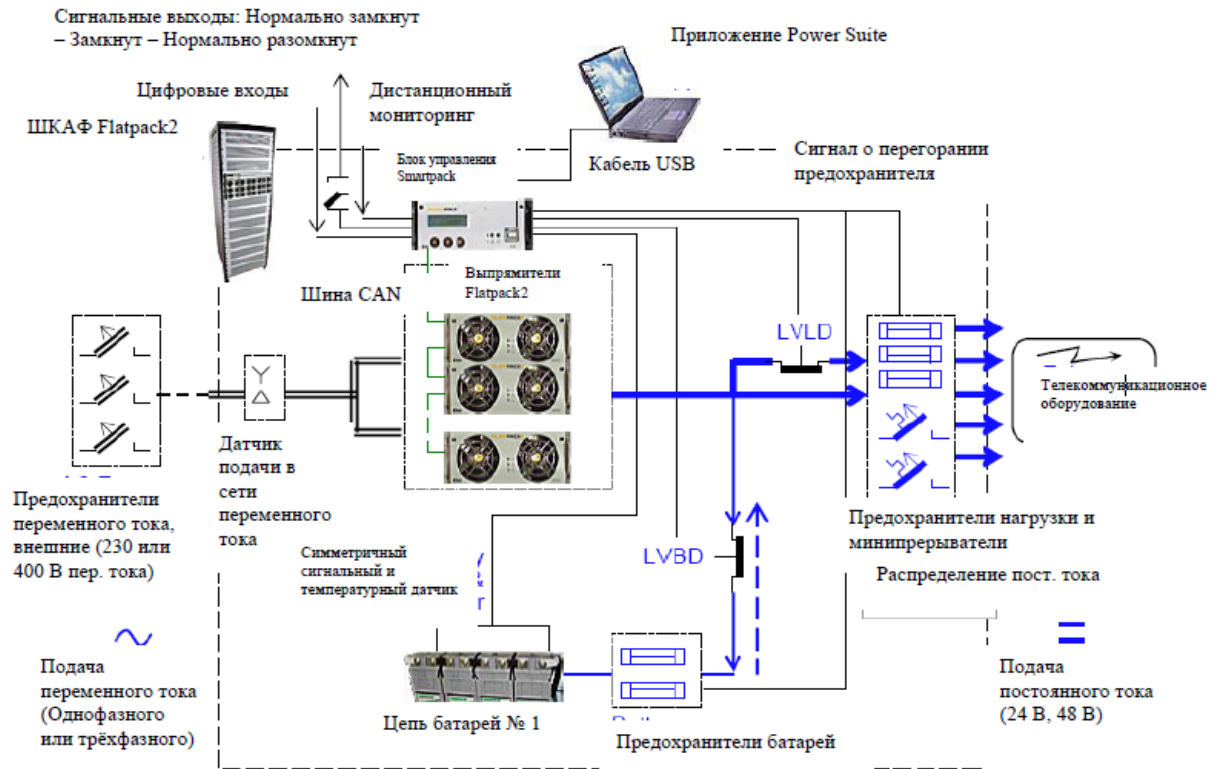 Сигнальные выходы: Нормально замкнут
– Замкнут – Нормально разомкнут
Приложение Power Suite
Цифровые входы
Дистанционный
мониторинг
ШКАФ Flatpack2
Блок управления
Smartpack
Кабель USB
Сигнал о перегорании
предохранителя
Выпрямители
Flatpack2
Шина CAN
LVLD
Телекоммуникационное
оборудование
Датчик
подачи в
сети
переменного
тока
Предохранители
переменного тока,
внешние (230 или
400 В пер. тока)
Предохранители нагрузки и
минипрерыватели
Симметричный
сигнальный и
температурный датчик
LVBD
Распределение пост. тока
Подача
переменного тока
(Однофазного
или трёхфазного)
Подача
постоянного тока
(24 В, 48 В)
Цепь батарей № 1
Предохранители батарей